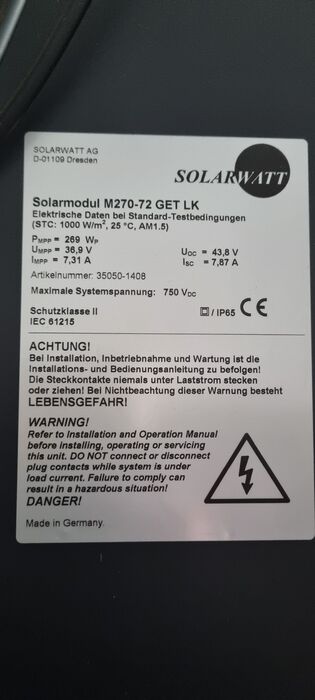 SOLARWATT AG
D-01109 Dresden
SOLARWATT
Solarmodul M270-72 GET LK
Elektrische Daten bei Standard-Testbedingungen
(STC: 1000 W/m², 25 °C, AM1.5)
PMPP = 269 WP
UMPP = 36,9 V UOC = 43,8 V
IMPP = 7,31 A ISC = 7,87 A
Artikelnummer: 35050-1408
Maximale Systemspannung: 750 VDC
Schutzklasse II / IP65 CE
IEC 61215
ACHTUNG!
Bei Installation, Inbetriebnahme und Wartung ist die
Installations- und Bedienungsanleitung zu befolgen!
Die Steckkontakte niemals unter Laststrom stecken
oder ziehen! Bei Nichtbeachtung dieser Warnung besteht
LEBENSGEFAHR!
WARNING!
Refer to Installation and Operation Manual
before installing, operating or servicing
this unit. DO NOT connect or disconnect
plug contacts while system is under
load current. Failure to comply can
result in a hazardous situation!
DANGER!
Made in Germany.